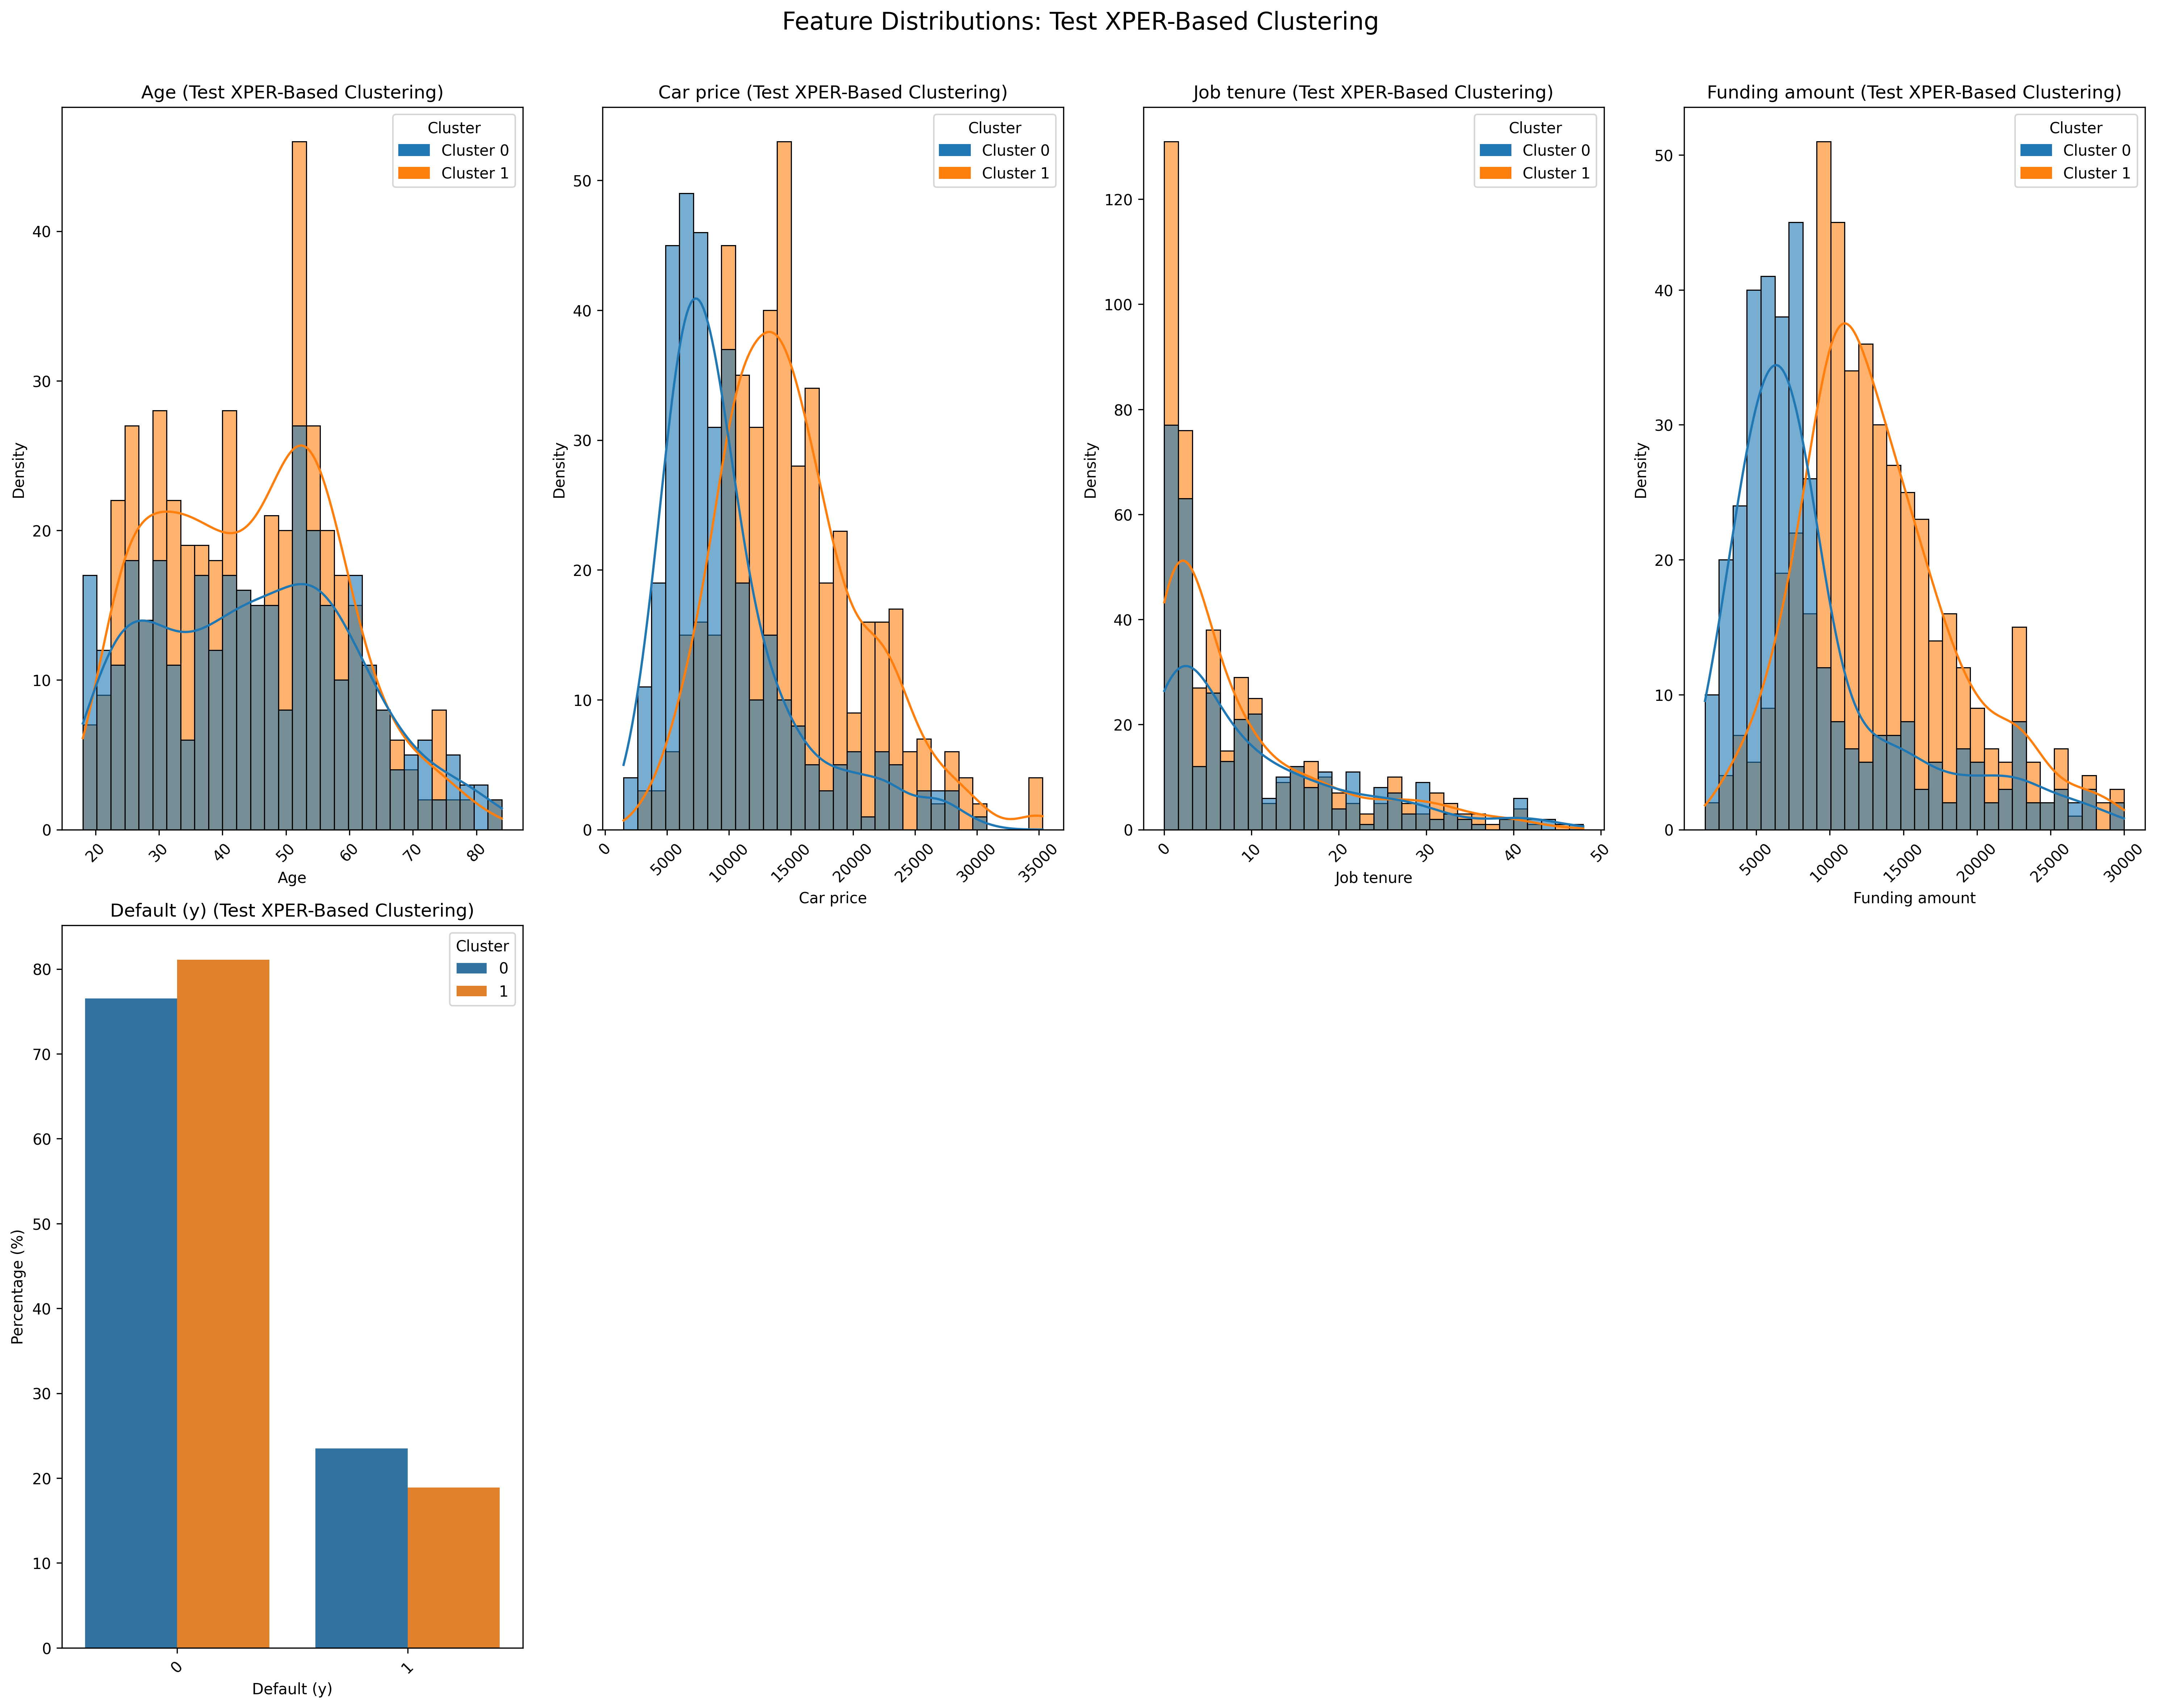 Feature Distributions: Test XPER-Based Clustering
Age (Test XPER-Based Clustering)
Density
40
30
20
10
0
20
30
40
50
60
70
80
Age
Cluster
Cluster 0
Cluster 1
Car price (Test XPER-Based Clustering)
Density
50
40
30
20
10
0
0
5000
10000
15000
20000
25000
30000
35000
Car price
Cluster
Cluster 0
Cluster 1
Job tenure (Test XPER-Based Clustering)
Density
120
100
80
60
40
20
0
0
10
20
30
40
50
Job tenure
Cluster
Cluster 0
Cluster 1
Funding amount (Test XPER-Based Clustering)
Density
50
40
30
20
10
0
5000
10000
15000
20000
25000
30000
Funding amount
Cluster
Cluster 0
Cluster 1
Default (y) (Test XPER-Based Clustering)
Percentage (%)
80
70
60
50
40
30
20
10
0
0
1
Default (y)
Cluster
0
1